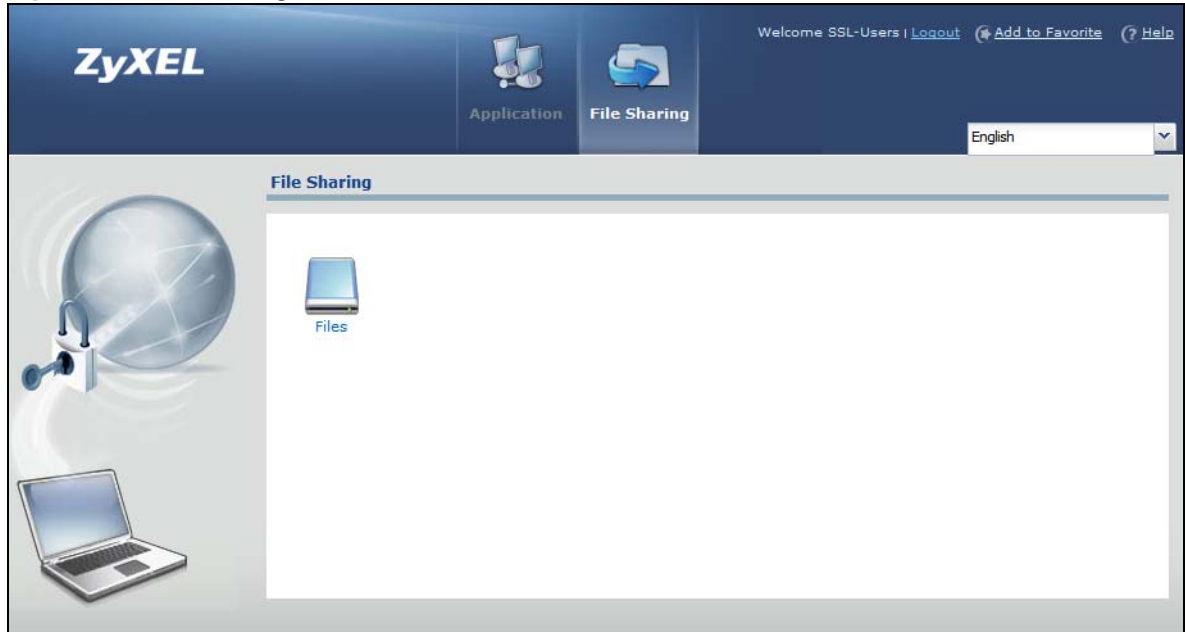 ZyXEL
Welcome SSL-Users | Logout Add to Favorite ? Help
Application
File Sharing
English
File Sharing
Files